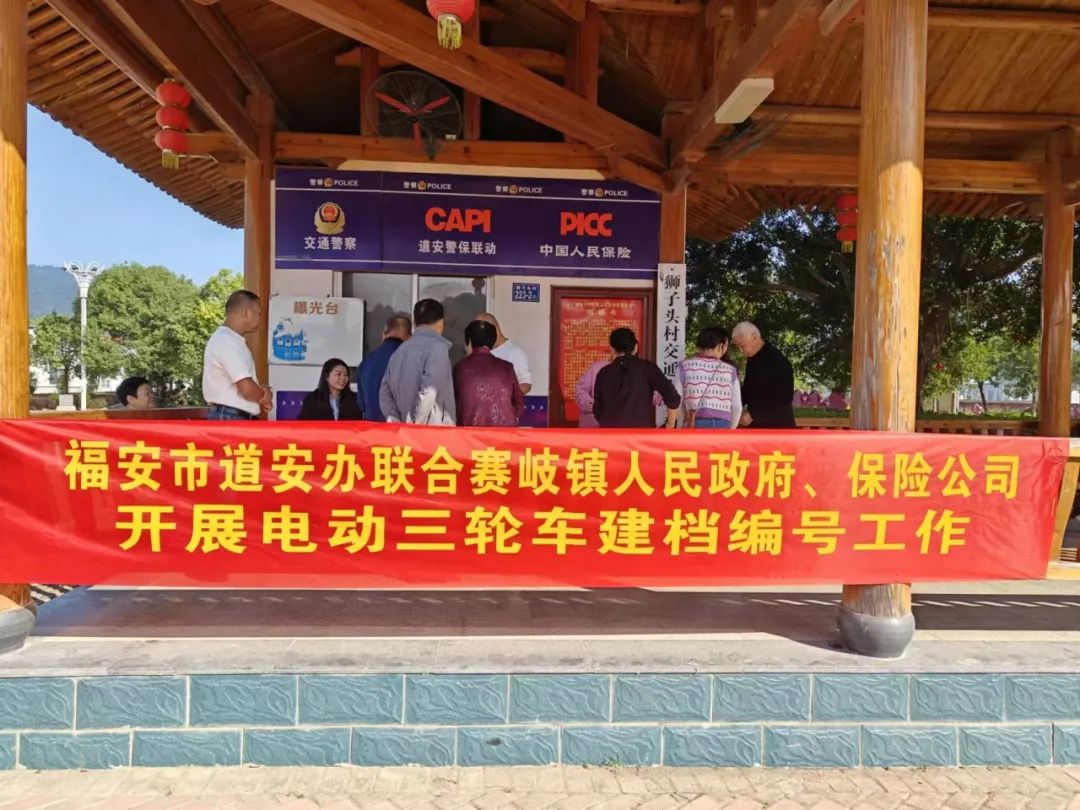 警察 POLICE
警察 POLICE
警察 POLICE
警察 POLICE
交通警察
CAPI
道安警保联动
PICC
中国人民保险
曝光台
223-2
狮子头村交通
福安市道安办联合赛岐镇人民政府、保险公司
开展电动三轮车建档编号工作